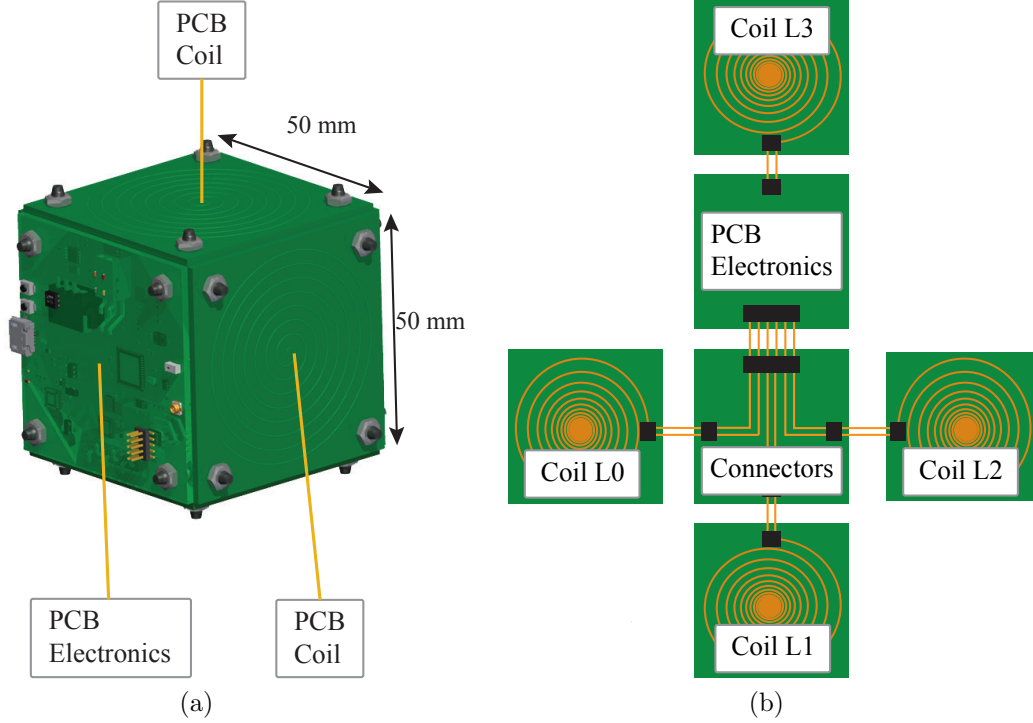 PCB
Coil
50 mm
50 mm
PCB
Electronics
PCB
Coil
(a)
Coil L3
PCB
Electronics
Coil L0
Connectors
Coil L2
Coil L1
(b)